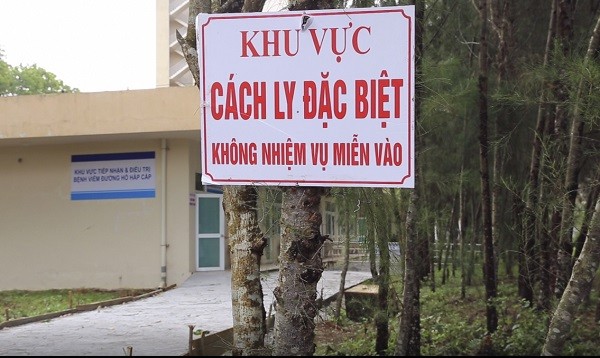 KHU VỰC
CÁCH LY ĐẶC BIỆT
KHÔNG NHIỆM VỤ MIỄN VÀO
KHU VỰC TIẾP NHẬN & ĐIỀU TRỊ
BỆNH VIÊM ĐƯỜNG HÔ HẤP CẤP